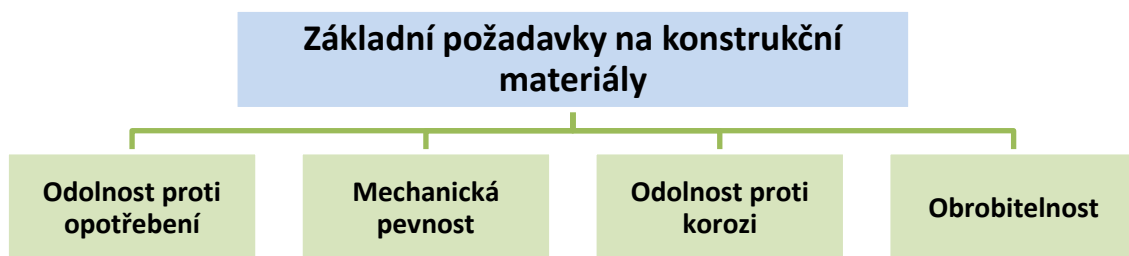 Základní požadavky na konstrukční
materiály
Odolnost proti
opotřebení
Mechanická
pevnost
Odolnost proti
korozi
Obrobitelnost